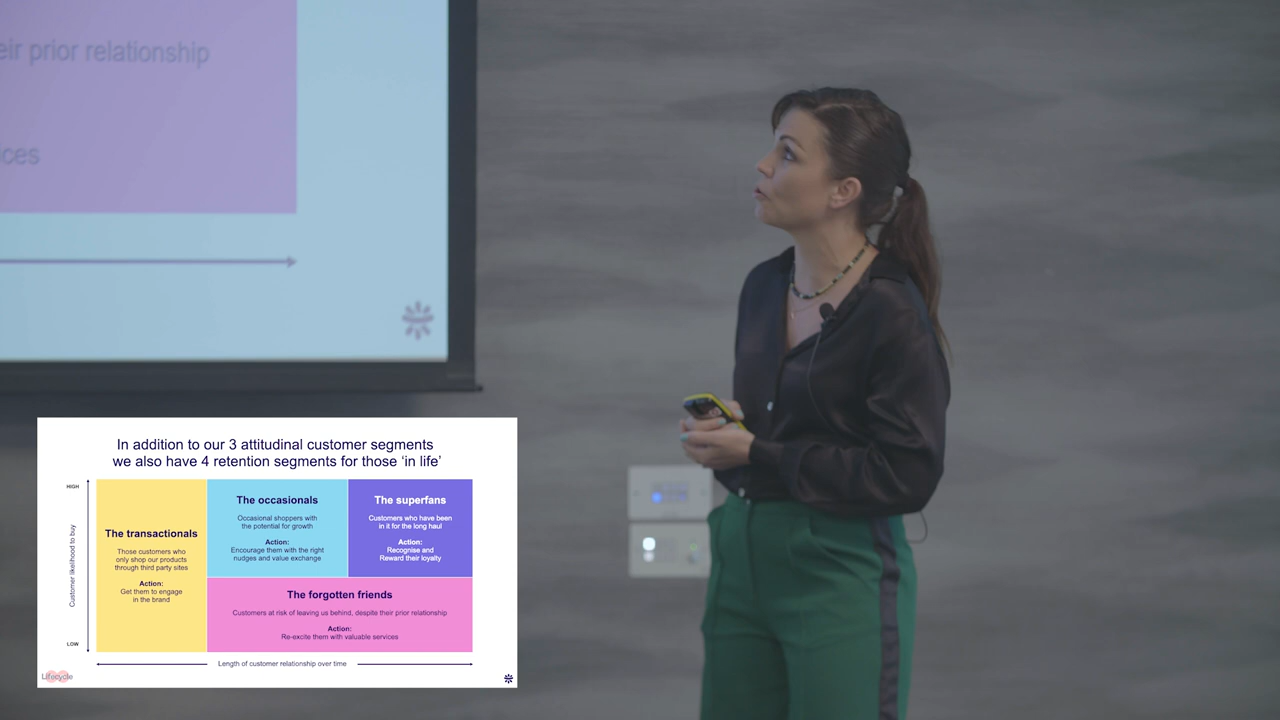 eir prior relationship
ces
In addition to our 3 attitudinal customer segments
we also have 4 retention segments for those ‘in life’
HIGH
Customer likelihood to buy
LOW
The transactionals
Those customers who
only shop our products
through third party sites
Action:
Get them to engage
in the brand
The occasionals
Occasional shoppers with
the potential for growth
Action:
Encourage them with the right
nudges and value exchange
The superfans
Customers who have been
in it for the long haul
Action:
Recognise and
Reward their loyalty
The forgotten friends
Customers at risk of leaving us behind, despite their prior relationship
Action:
Re-excite them with valuable services
Length of customer relationship over time
Lifecycle